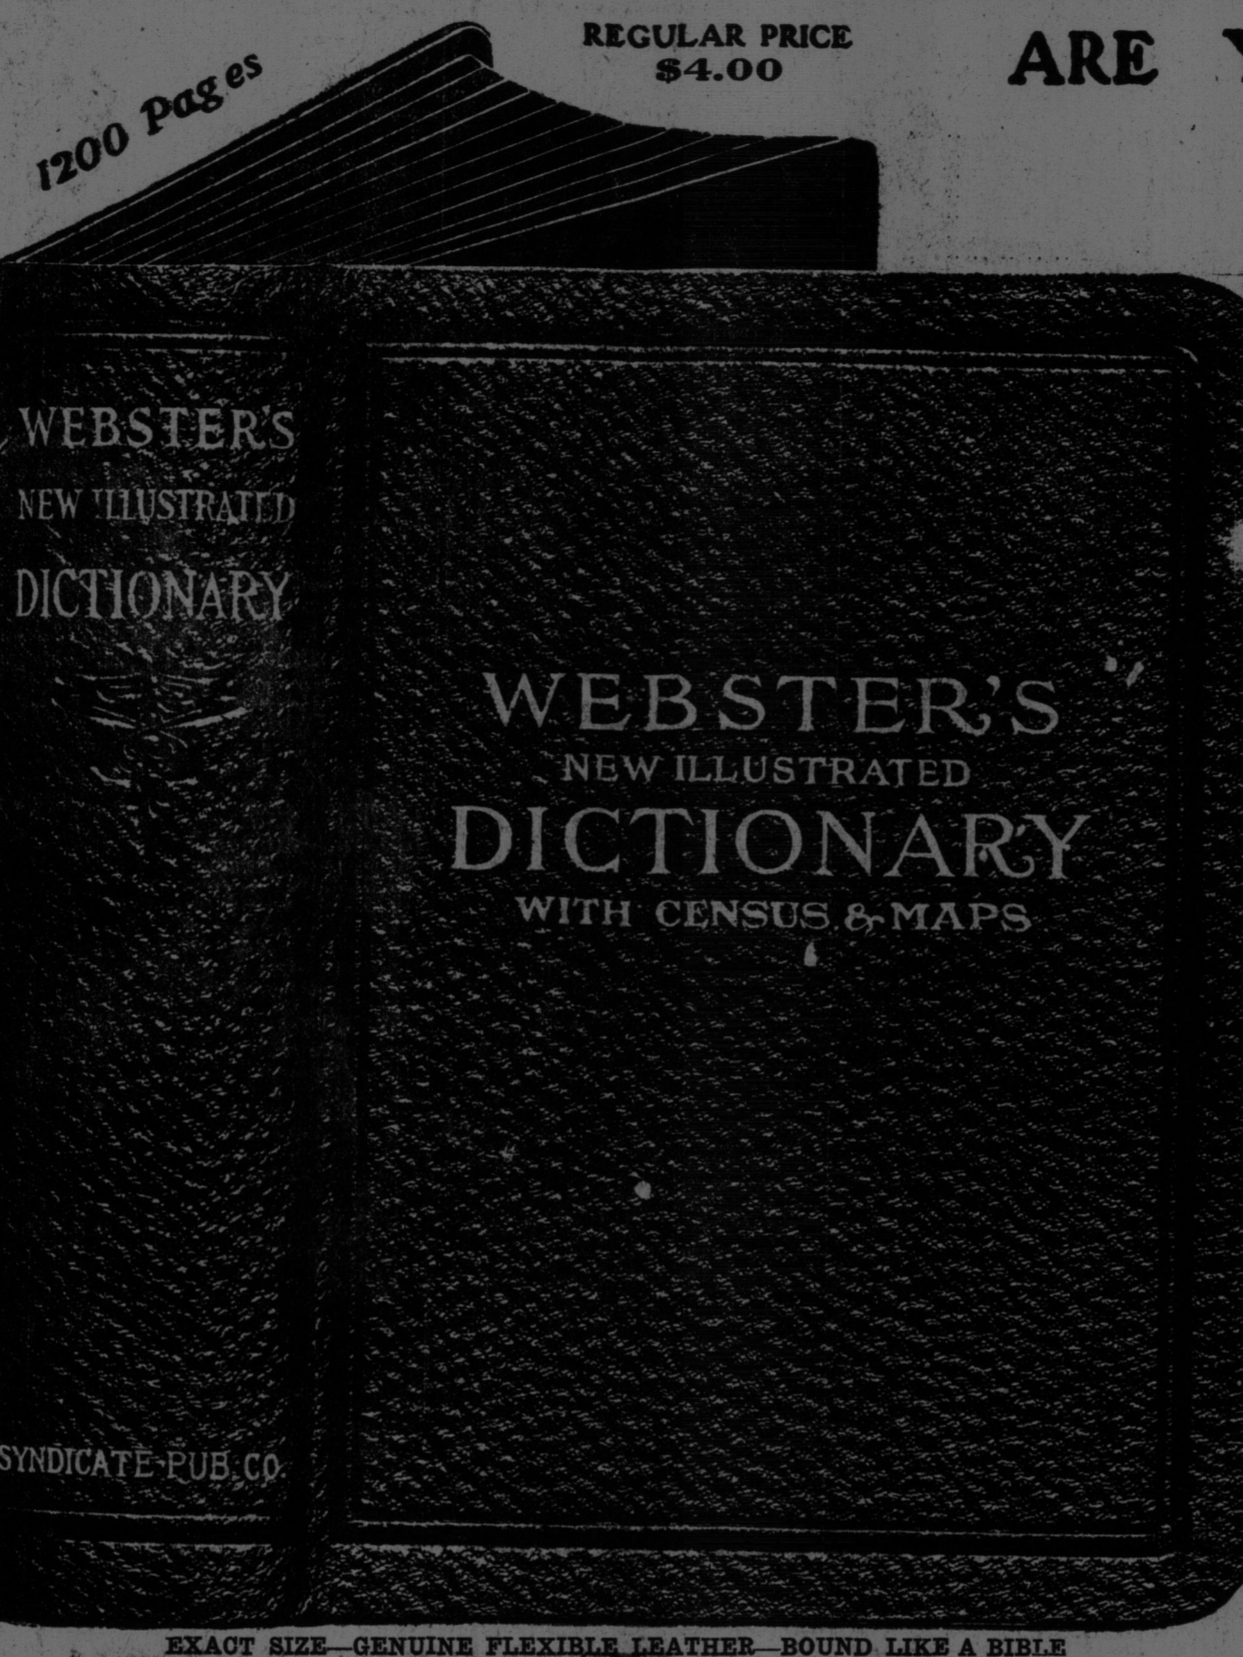 1200 Pages
REGULAR PRICE
$4.00
ARE
WEBSTER'S
NEW ILLUSTRATED
DICTIONARY
SYNDICATE PUB. CO.
WEBSTER'S
NEW ILLUSTRATED
DICTIONARY
WITH CENSUS & MAPS
EXACT SIZE—GENUINE FLEXIBLE LEATHER—BOUND LIKE A BIBLE